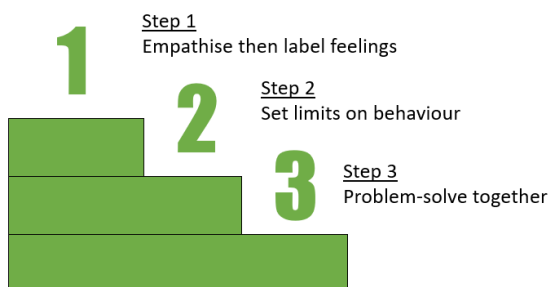 1
Step 1
Empathise then label feelings
2
Step 2
Set limits on behaviour
3
Step 3
Problem-solve together